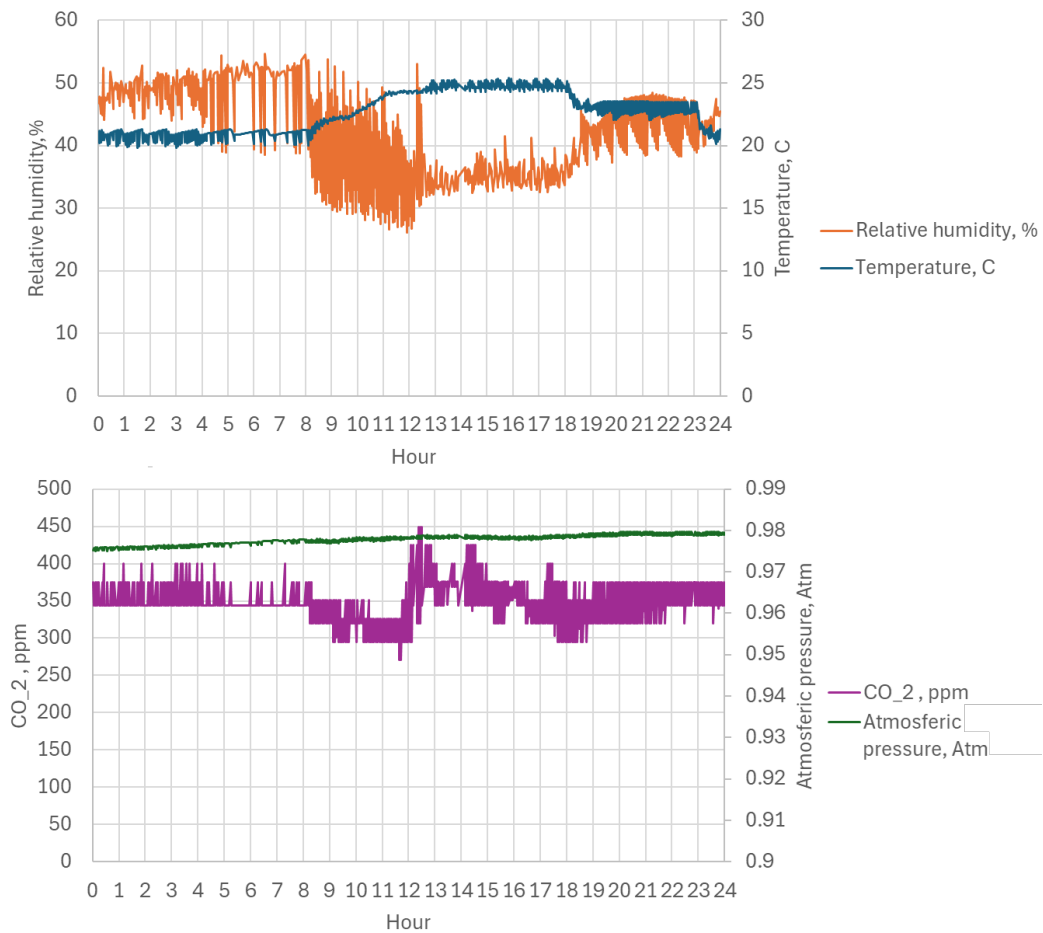 60
50
40
30
20
10
0
Relative humidity,%
30
25
20
15
10
5
0
Temperature, C
0 1 2 3 4 5 6 7 8 9 10 11 12 13 14 15 16 17 18 19 20 21 22 23 24
Hour
Relative humidity, %
Temperature, C
500
450
400
350
300
250
200
150
100
50
0
CO_2 , ppm
0.99
0.98
0.97
0.96
0.95
0.94
0.93
0.92
0.91
0.9
Atmosferic pressure, Atm
0 1 2 3 4 5 6 7 8 9 10 11 12 13 14 15 16 17 18 19 20 21 22 23 24
Hour
CO_2 , ppm
Atmosferic
pressure, Atm